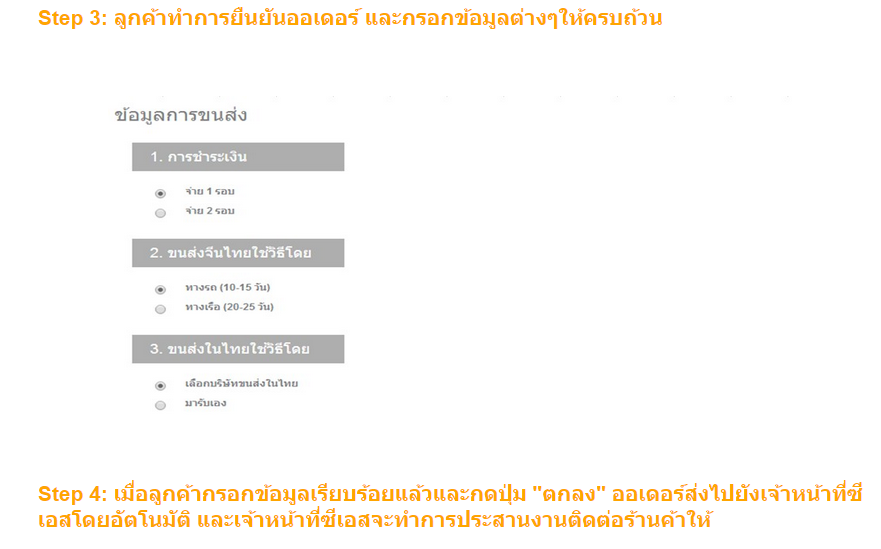 Step 3: ลูกค้าทำการยืนยันออเดอร์ และกรอกข้อมูลต่างๆให้ครบถ้วน
ข้อมูลการขนส่ง
1. การชำระเงิน
จ่าย 1 รอบ
จ่าย 2 รอบ
2. ขนส่งจีนไทยใช้วิธีโดย
ทางรถ (10-15 วัน)
ทางเรือ (20-25 วัน)
3. ขนส่งในไทยใช้วิธีโดย
เลือกบริษัทขนส่งในไทย
มารับเอง
Step 4: เมื่อลูกค้ากรอกข้อมูลเรียบร้อยแล้วและกดปุ่ม "ตกลง" ออเดอร์ส่งไปยังเจ้าหน้าที่ซี
เอสโดยอัตโนมัติ และเจ้าหน้าที่ซีเอสจะทำการประสานงานติดต่อร้านค้าให้